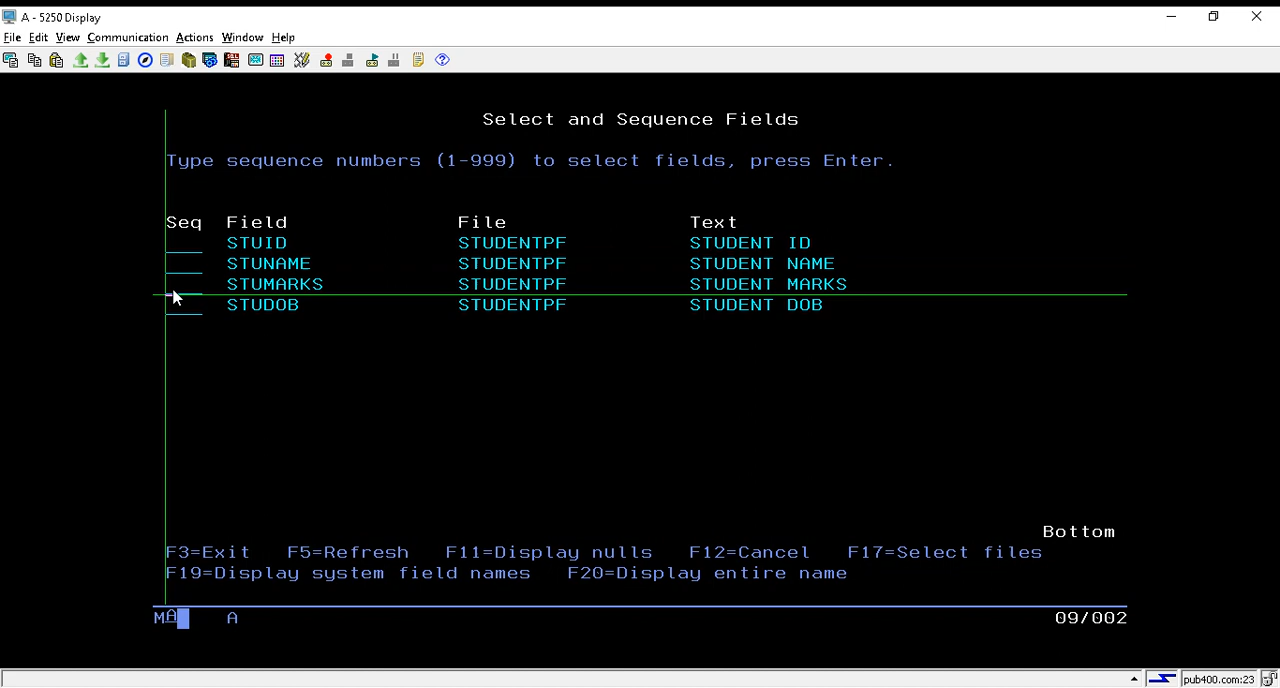 A - 5250 Display
File Edit View Communication Actions Window Help
Select and Sequence Fields
Type sequence numbers (1-999) to select fields, press Enter.
Seq Field File Text
STUID STUDENTPF STUDENT ID
STUNAME STUDENTPF STUDENT NAME
STUMARKS STUDENTPF STUDENT MARKS
STUDOB STUDENTPF STUDENT DOB
Bottom
F3=Exit F5=Refresh F11=Display nulls F12=Cancel F17=Select files
F19=Display system field names F20=Display entire name
MA A 09/002
pub400.com:23